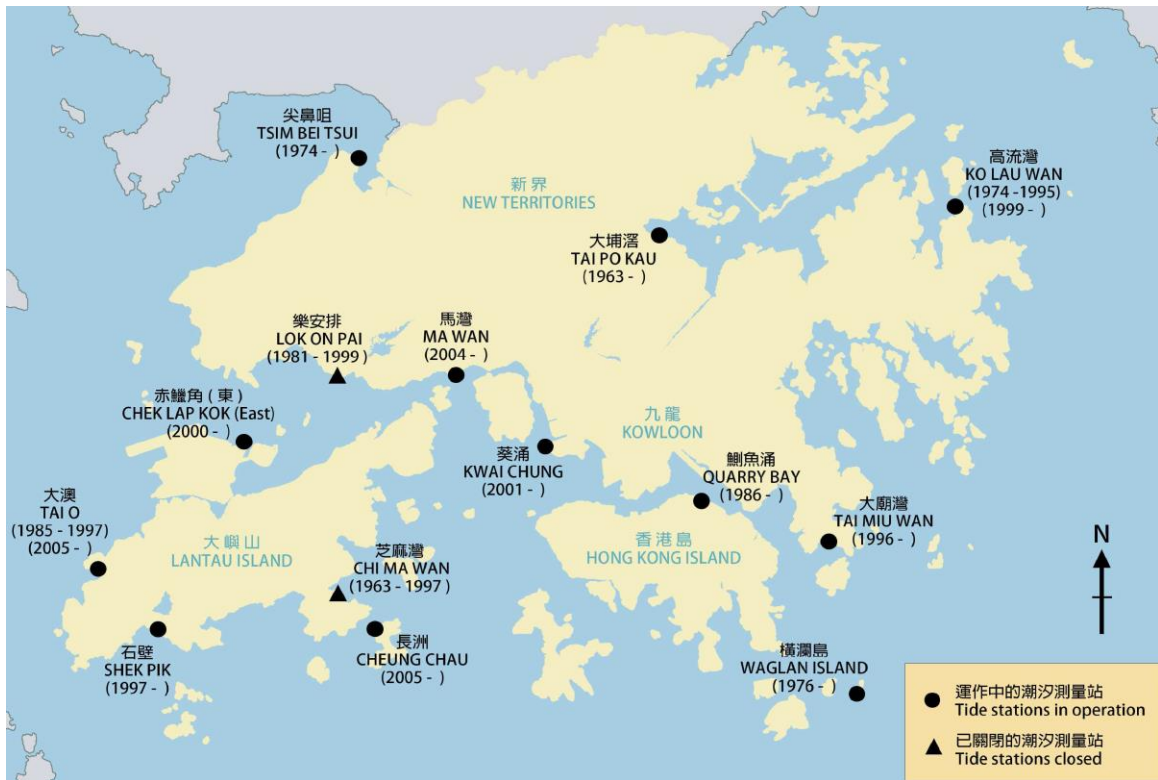 尖鼻咀
TSIM BEI TSUI
(1974 - )
新界
NEW TERRITORIES
高流灣
KO LAU WAN
(1974 -1995)
(1999 - )
大埔滘
TAI PO KAU
(1963 - )
樂安排
LOK ON PAI
(1981 - 1999 )
馬灣
MA WAN
(2004 - )
赤鱲角 ( 東 )
CHEK LAP KOK (East)
(2000 - )
九龍
KOWLOON
葵涌
KWAI CHUNG
(2001 - )
鰂魚涌
QUARRY BAY
(1986 - )
大澳
TAI O
(1985 - 1997)
(2005 - )
大嶼山
LANTAU ISLAND
芝麻灣
CHI MA WAN
(1963 - 1997)
香港島
HONG KONG ISLAND
大廟灣
TAI MIU WAN
(1996 - )
N
石壁
SHEK PIK
(1997 - )
長洲
CHEUNG CHAU
(2005 - )
橫瀾島
WAGLAN ISLAND
(1976 - )
運作中的潮汐測量站
Tide stations in operation
已關閉的潮汐測量站
Tide stations closed